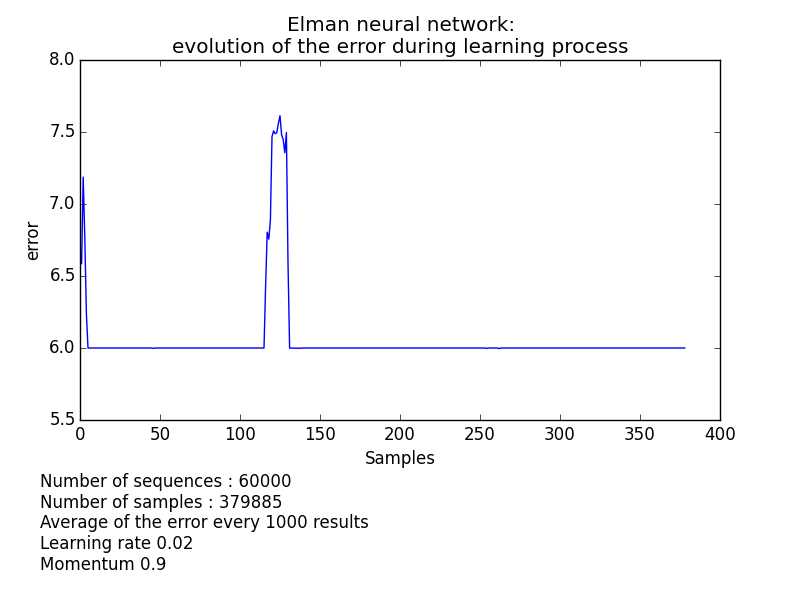 Elman neural network:
evolution of the error during learning process
8.0
7.5
7.0
6.5
6.0
5.5
error
0 50 100 150 200 250 300 350 400
Samples
Number of sequences : 60000
Number of samples : 379885
Average of the error every 1000 results
Learning rate 0.02
Momentum 0.9